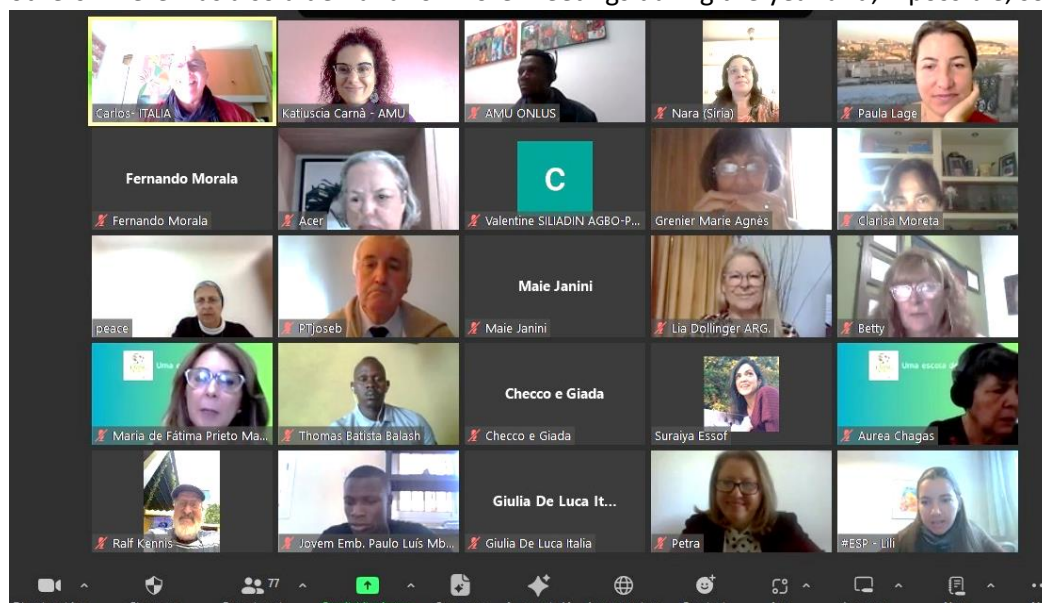 Carlos- ITALIA
Katiuscia Carnà - AMU
AMU ONLUS
Nara (Siria)
Paula Lage
Fernando Morala
Fernando Morala
Acer
C
Valentine SILIADIN AGBO-P...
Grenier Marie Agnès
Clarisa Moreta
peace
PTjoseb
Maie Janini
Maie Janini
Lia Dollinger ARG.
Betty
Uma e
Maria de Fátima Prieto Ma...
Thomas Batista Balash
Checco e Giada
Checco e Giada
Suraiya Essof
Uma escola d
Aurea Chagas
Ralf Kennis
Jovem Emb. Paulo Luís Mb...
Giulia De Luca It...
Giulia De Luca Italia
Petra
#ESP - Lili
77